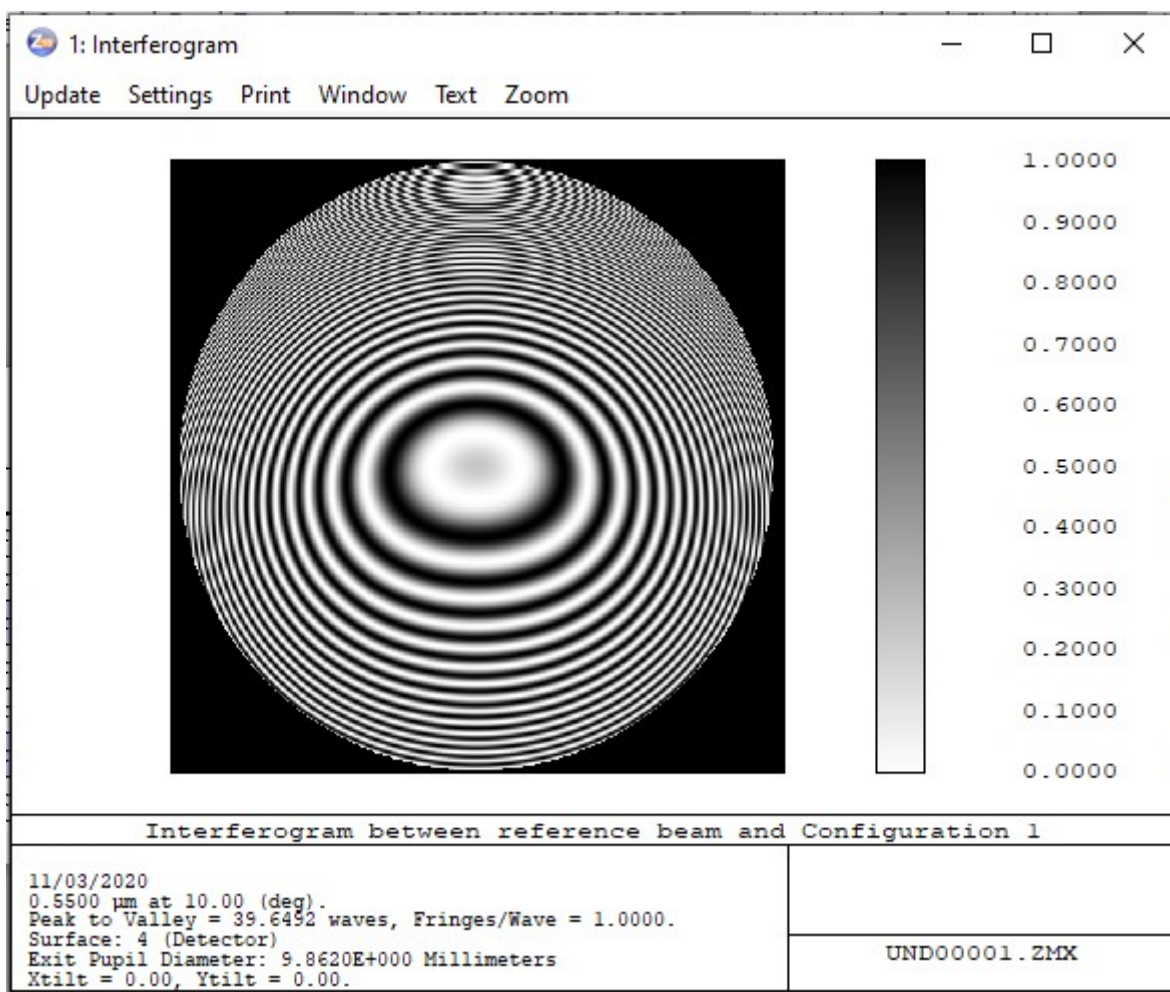 1: Interferogram
Update Settings Print Window Text Zoom
1.0000
0.9000
0.8000
0.7000
0.6000
0.5000
0.4000
0.3000
0.2000
0.1000
0.0000
Interferogram between reference beam and Configuration 1
11/03/2020
0.5500 µm at 10.00 (deg).
Peak to Valley = 39.6492 waves, Fringes/Wave = 1.0000.
Surface: 4 (Detector)
Exit Pupil Diameter: 9.8620E+000 Millimeters
Xtilt = 0.00, Ytilt = 0.00.
UND00001.ZMX